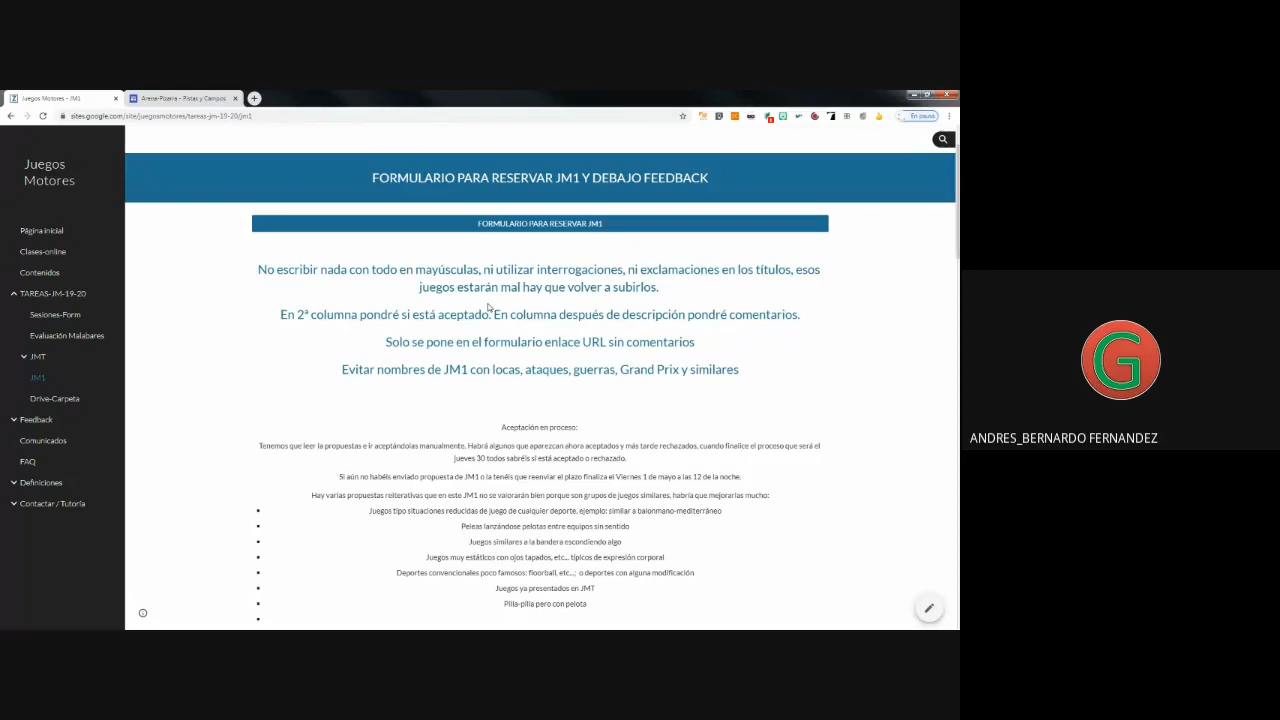 Juegos Motores - JM1
Arena-Pizarra - Pistas y Campos
sites.google.com/site/juegosmotores/tareas-jm-19-20/jm1
En pausa
Juegos
Motores
Página inicial
Clases-online
Contenidos
TAREAS-JM-19-20
Sesiones-Form
Evaluación Malabares
JMT
JM1
Drive-Carpeta
Feedback
Comunicados
FAQ
Definiciones
Contactar / Tutoría
FORMULARIO PARA RESERVAR JM1 Y DEBAJO FEEDBACK
FORMULARIO PARA RESERVAR JM1
No escribir nada con todo en mayúsculas, ni utilizar interrogaciones, ni exclamaciones en los títulos, esos
juegos estarán mal hay que volver a subirlos.
En 2ª columna pondré si está aceptado. En columna después de descripción pondré comentarios.
Solo se pone en el formulario enlace URL sin comentarios
Evitar nombres de JM1 con locas, ataques, guerras, Grand Prix y similares
Aceptación en proceso:
Tenemos que leer la propuestas e ir aceptándolas manualmente. Habrá algunos que aparezcan ahora aceptados y más tarde rechazados, cuando finalice el proceso que será el
jueves 30 todos sabréis si está aceptado o rechazado.
Si aún no habéis enviado propuesta de JM1 o la tenéis que reenviar el plazo finaliza el Viernes 1 de mayo a las 12 de la noche.
Hay varias propuestas reiterativas que en este JM1 no se valorarán bien porque son grupos de juegos similares, habría que mejorarlas mucho:
Juegos tipo situaciones reducidas de juego de cualquier deporte, ejemplo: similar a balonmano-mediterráneo
Peleas lanzándose pelotas entre equipos sin sentido
Juegos similares a la bandera escondiendo algo
Juegos muy estáticos con ojos tapados, etc... típicos de expresión corporal
Deportes convencionales poco famosos: floorball, etc...; o deportes con alguna modificación
Juegos ya presentados en JMT
Pilla-pilla pero con pelota
G
ANDRES_BERNARDO FERNANDEZ